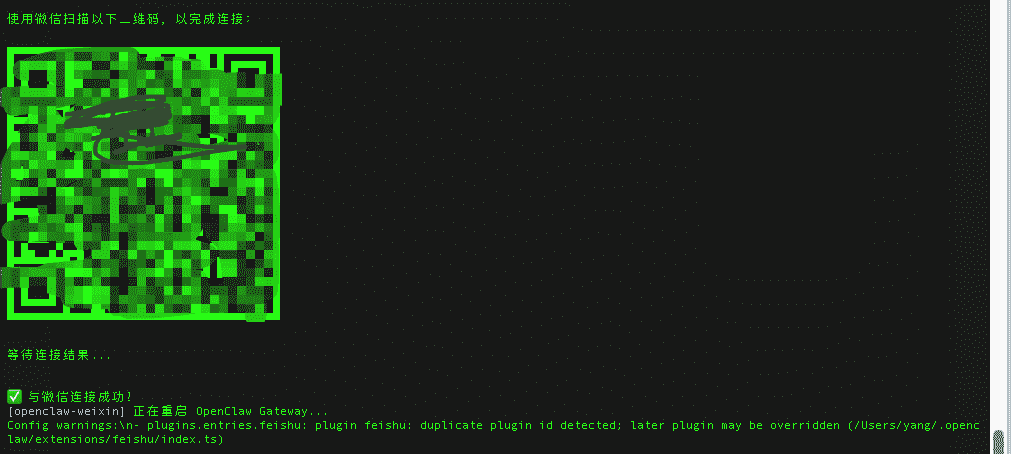 使用微信扫描以下二维码，以完成连接：
等待连接结果...
✅ 与微信连接成功！
[openclaw-weixin] 正在重启 OpenClaw Gateway...
Config warnings:\n- plugins.entries.feishu: plugin feishu: duplicate plugin id detected; later plugin may be overridden (/Users/yang/.openc
law/extensions/feishu/index.ts)